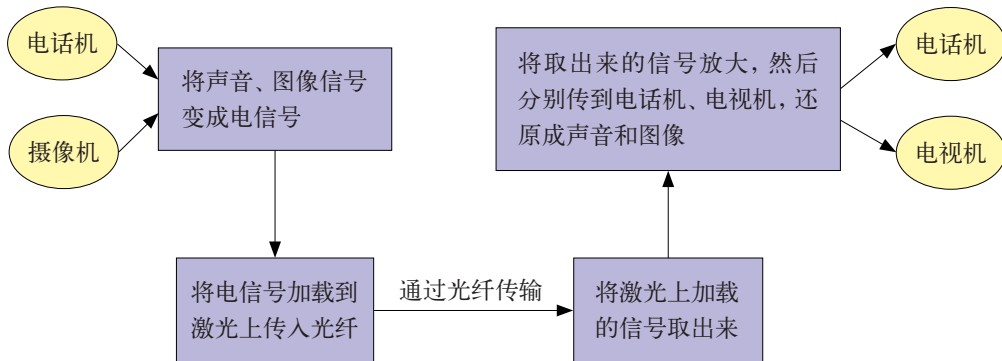 电话机
摄像机
将声音、图像信号
变成电信号
将电信号加载到
激光上传入光纤
通过光纤传输
将激光上加载
的信号取出来
将取出来的信号放大，然后
分别传到电话机、电视机，还
原成声音和图像
电话机
电视机